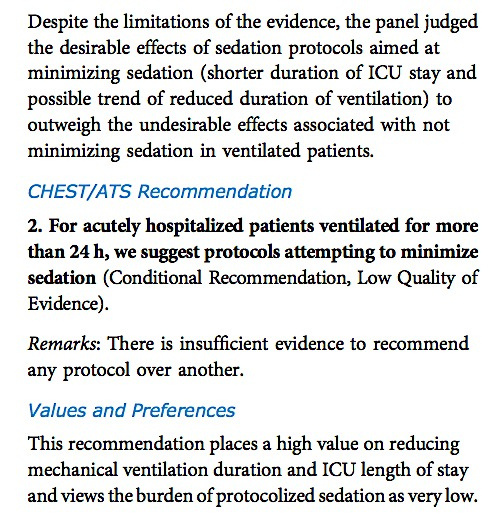 Despite the limitations of the evidence, the panel judged
the desirable effects of sedation protocols aimed at
minimizing sedation (shorter duration of ICU stay and
possible trend of reduced duration of ventilation) to
outweigh the undesirable effects associated with not
minimizing sedation in ventilated patients.
CHEST/ATS Recommendation
2. For acutely hospitalized patients ventilated for more
than 24 h, we suggest protocols attempting to minimize
sedation (Conditional Recommendation, Low Quality of
Evidence).
Remarks: There is insufficient evidence to recommend
any protocol over another.
Values and Preferences
This recommendation places a high value on reducing
mechanical ventilation duration and ICU length of stay
and views the burden of protocolized sedation as very low.